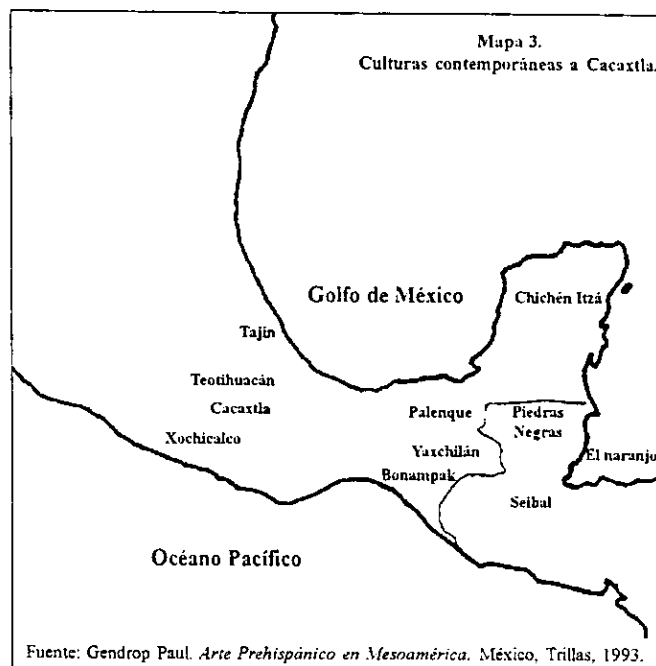 Mapa 3.
Culturas contemporáneas a Cacaxtla.
Golfo de México
Chichén Itzá
Tajín
Teotihuacán
Cacaxtla
Xochicalco
Palenque
Piedras
Negras
Yaxchilán
El naranjo
Bonampak
Seibal
Océano Pacífico
Fuente: Gendrop Paul. Arte Prehispánico en Mesoamérica. México, Trillas, 1993.